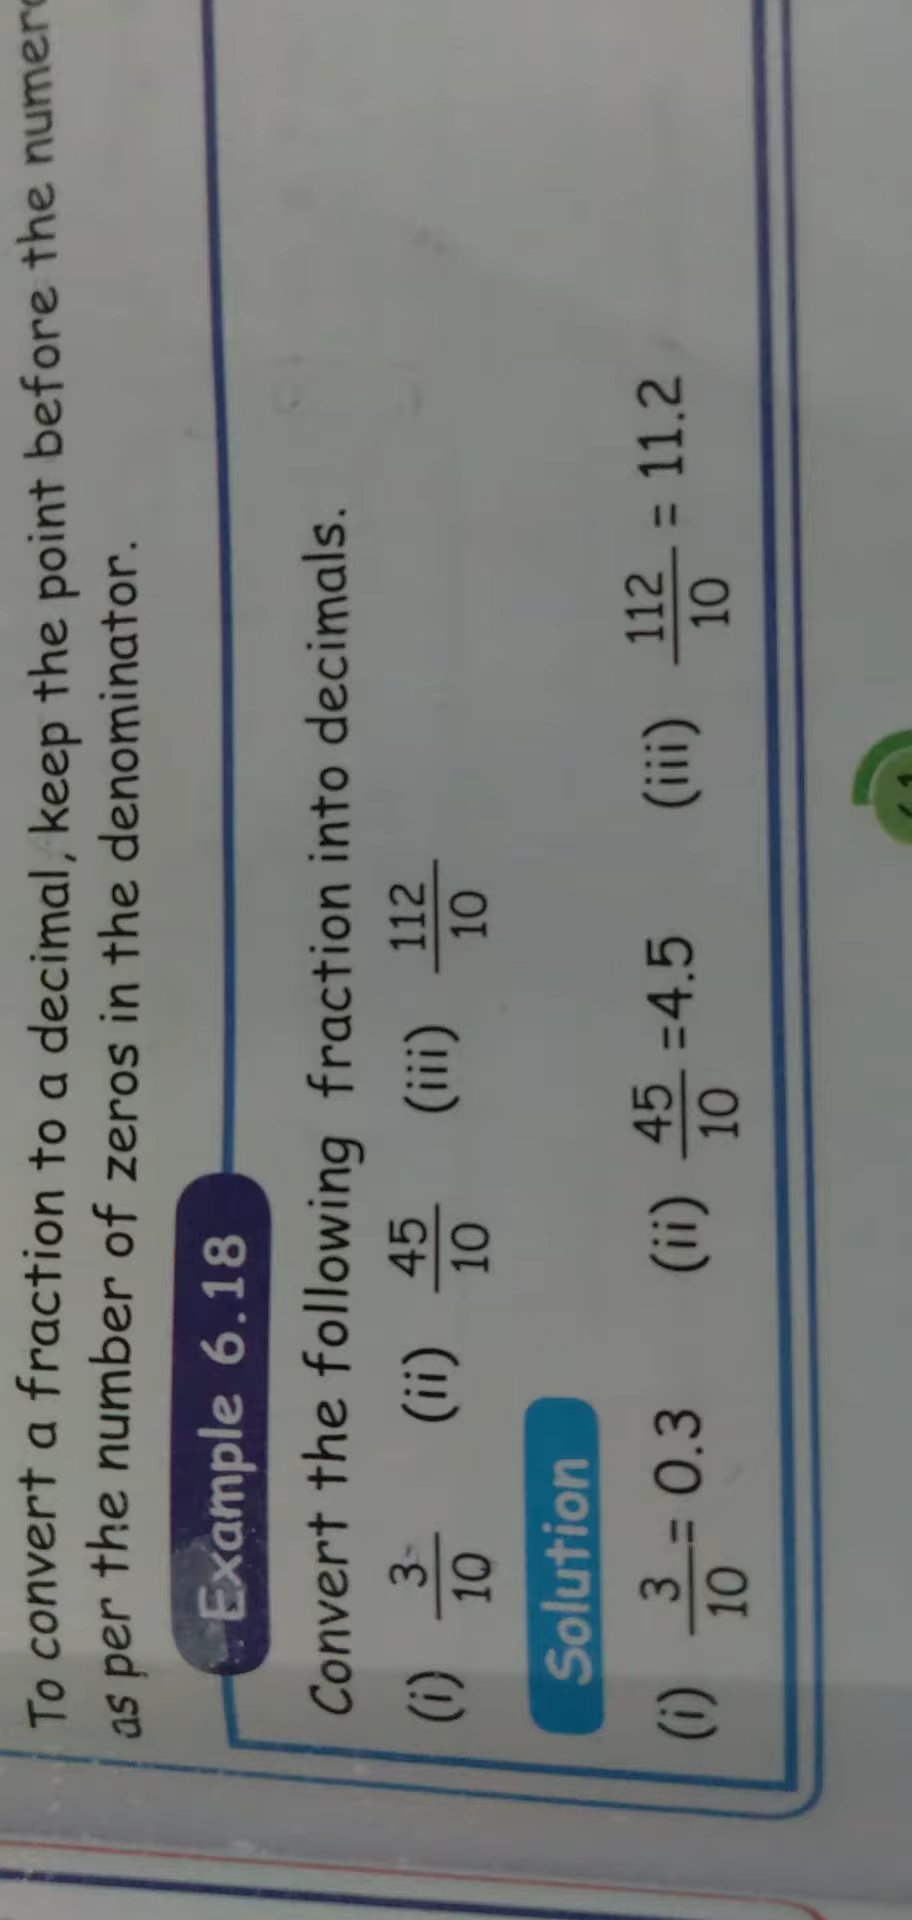 To convert a fraction to a decimal, keep the point before the
as per the number of zeros in the denominator.
Example 6.18
Convert the following fraction into decimals.
(i) 3/10 (ii) 45/10 (iii) 112/10
Solution
(i) 3/10 = 0.3 (ii) 45/10 =4.5 (iii) 112/10 = 11.2